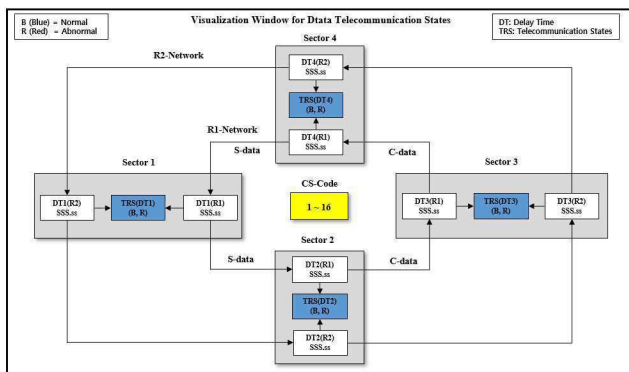 B (Blue) = Normal
R (Red) = Abnormal
Visualization Window for Dtata Telecommunication States
DT: Delay Time
TRS: Telecommunication States
Sector 4
R2-Network
DT4(R2)
SSS.ss
TRS(DT4)
(B, R)
R1-Network
DT4(R1)
SSS.ss
S-data
C-data
Sector 1
Sector 3
CS-Code
1 ~ 16
DT1(R2)
SSS.ss
TRS(DT1)
(B, R)
DT1(R1)
SSS.ss
DT3(R1)
SSS.ss
TRS(DT3)
(B, R)
DT3(R2)
SSS.ss
Sector 2
S-data
C-data
DT2(R1)
SSS.ss
TRS(DT2)
(B, R)
DT2(R2)
SSS.ss